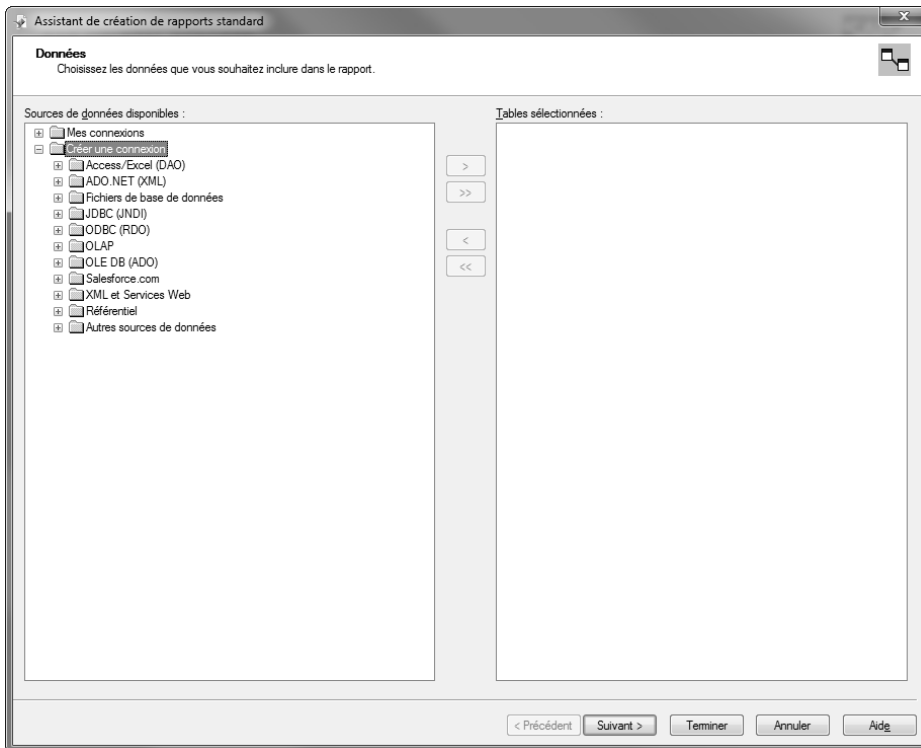 Assistant de création de rapports standard
Données
Choisissez les données que vous souhaitez inclure dans le rapport.
Sources de données disponibles :
Tables sélectionnées :
Mes connexions
Créer une connexion
Access/Excel (DAO)
ADO.NET (XML)
Fichiers de base de données
JDBC (JNDI)
ODBC (RDO)
OLAP
OLE DB (ADO)
Salesforce.com
XML et Services Web
Référentiel
Autres sources de données
>
>>
<
<<
< Précédent Suivant > Terminer Annuler Aide